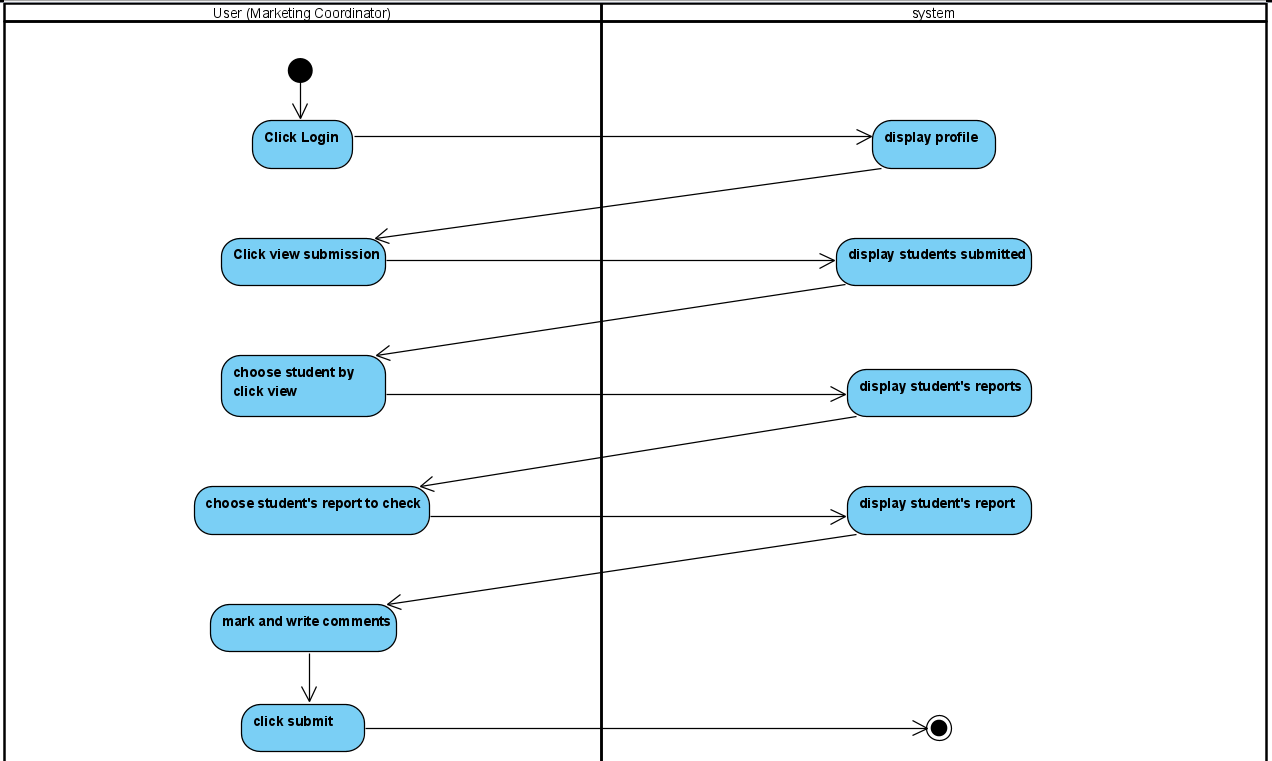 User (Marketing Coordinator)
system
Click Login
display profile
Click view submission
display students submitted
choose student by
click view
display student's reports
choose student's report to check
display student's report
mark and write comments
click submit